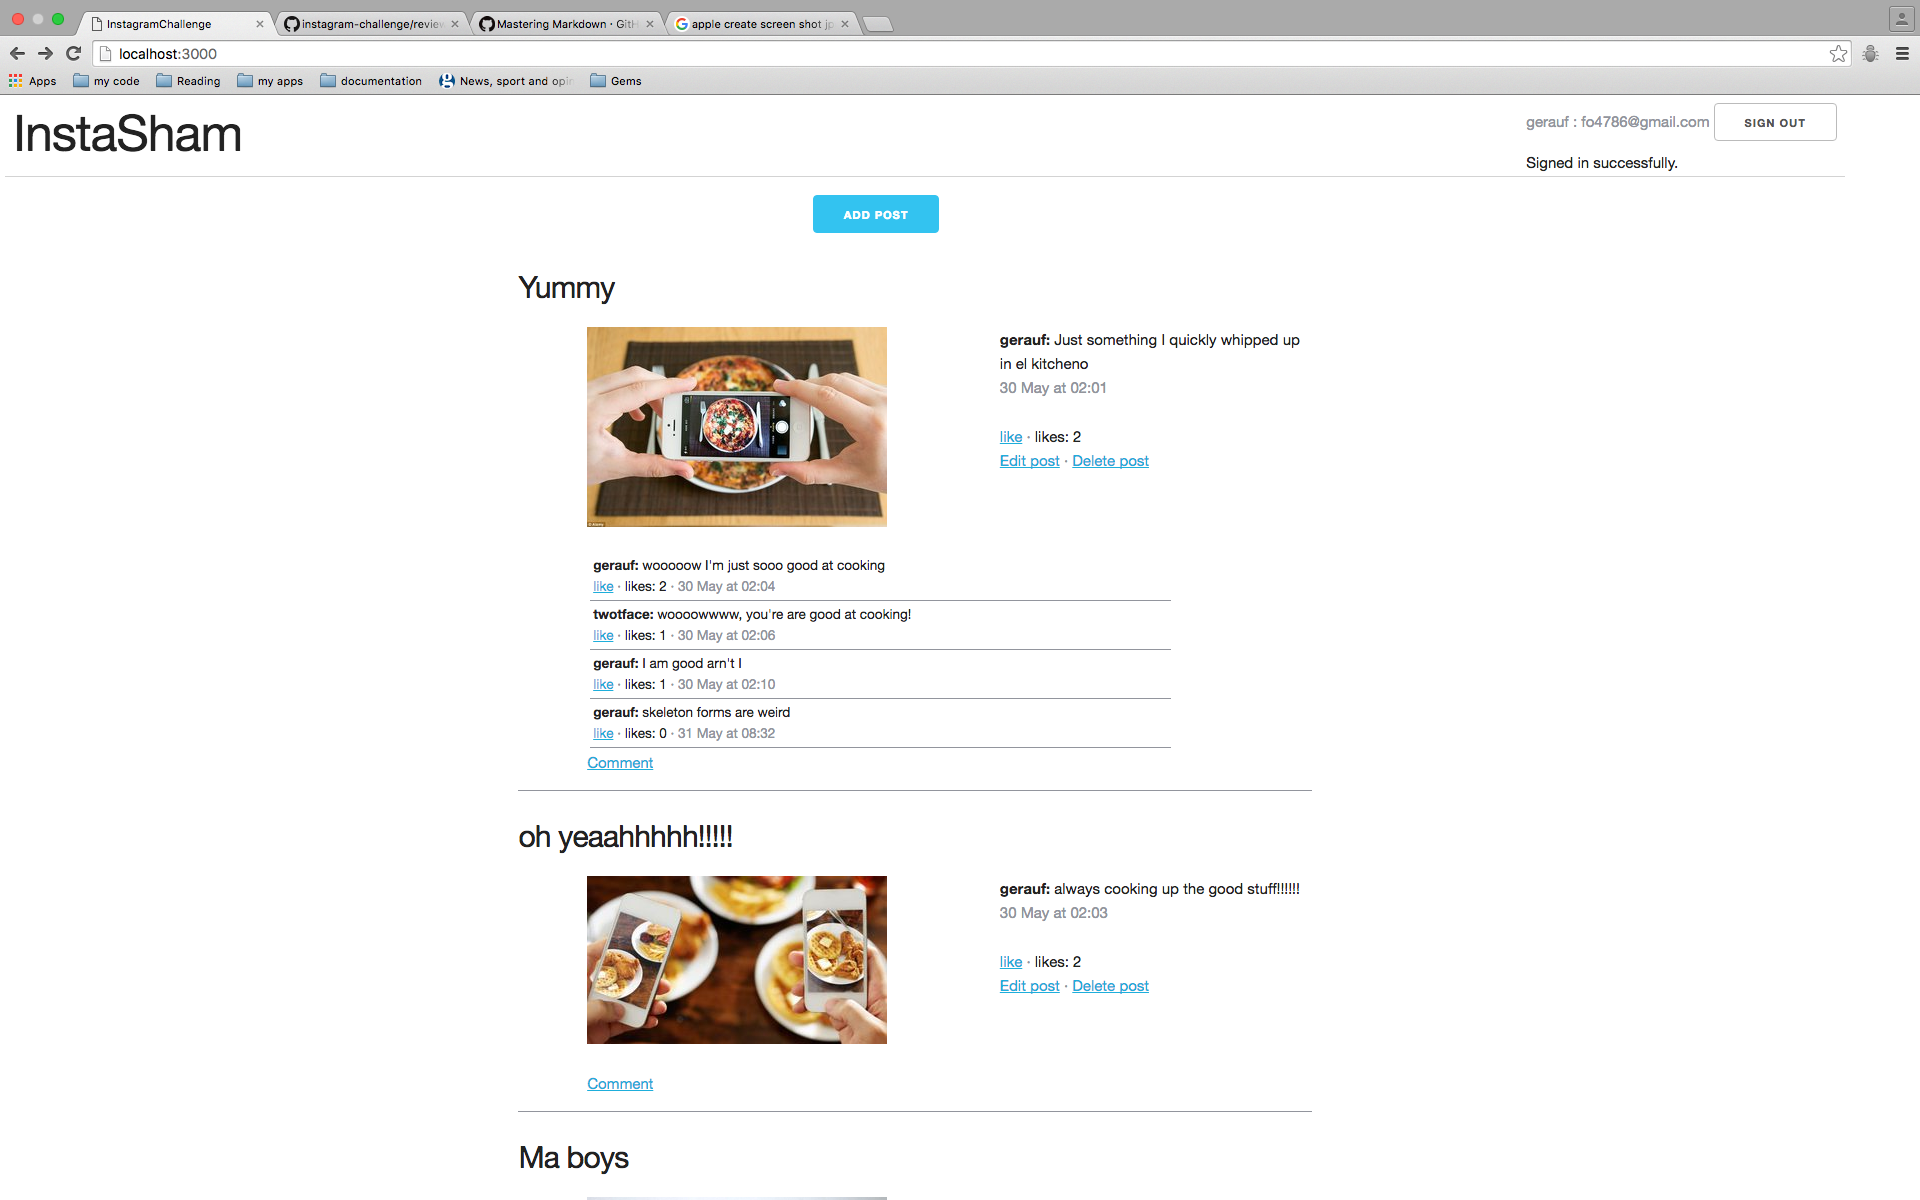 InstagramChallenge
instagram-challenge/review
Mastering Markdown · GitH
apple create screen shot jp
localhost:3000
Apps my code Reading my apps documentation News, sport and opin Gems
InstaSham
gerauf : fo4786@gmail.com SIGN OUT
Signed in successfully.
ADD POST
Yummy
gerauf: Just something I quickly whipped up
in el kitcheno
30 May at 02:01
like · likes: 2
Edit post · Delete post
gerauf: wooooow I'm just sooo good at cooking
like · likes: 2 · 30 May at 02:04
twotface: woooowwww, you're are good at cooking!
like · likes: 1 · 30 May at 02:06
gerauf: I am good arn't I
like · likes: 1 · 30 May at 02:10
gerauf: skeleton forms are weird
like · likes: 0 · 31 May at 08:32
Comment
oh yeaahhhhh!!!!!
gerauf: always cooking up the good stuff!!!!!!
30 May at 02:03
like · likes: 2
Edit post · Delete post
Comment
Ma boys